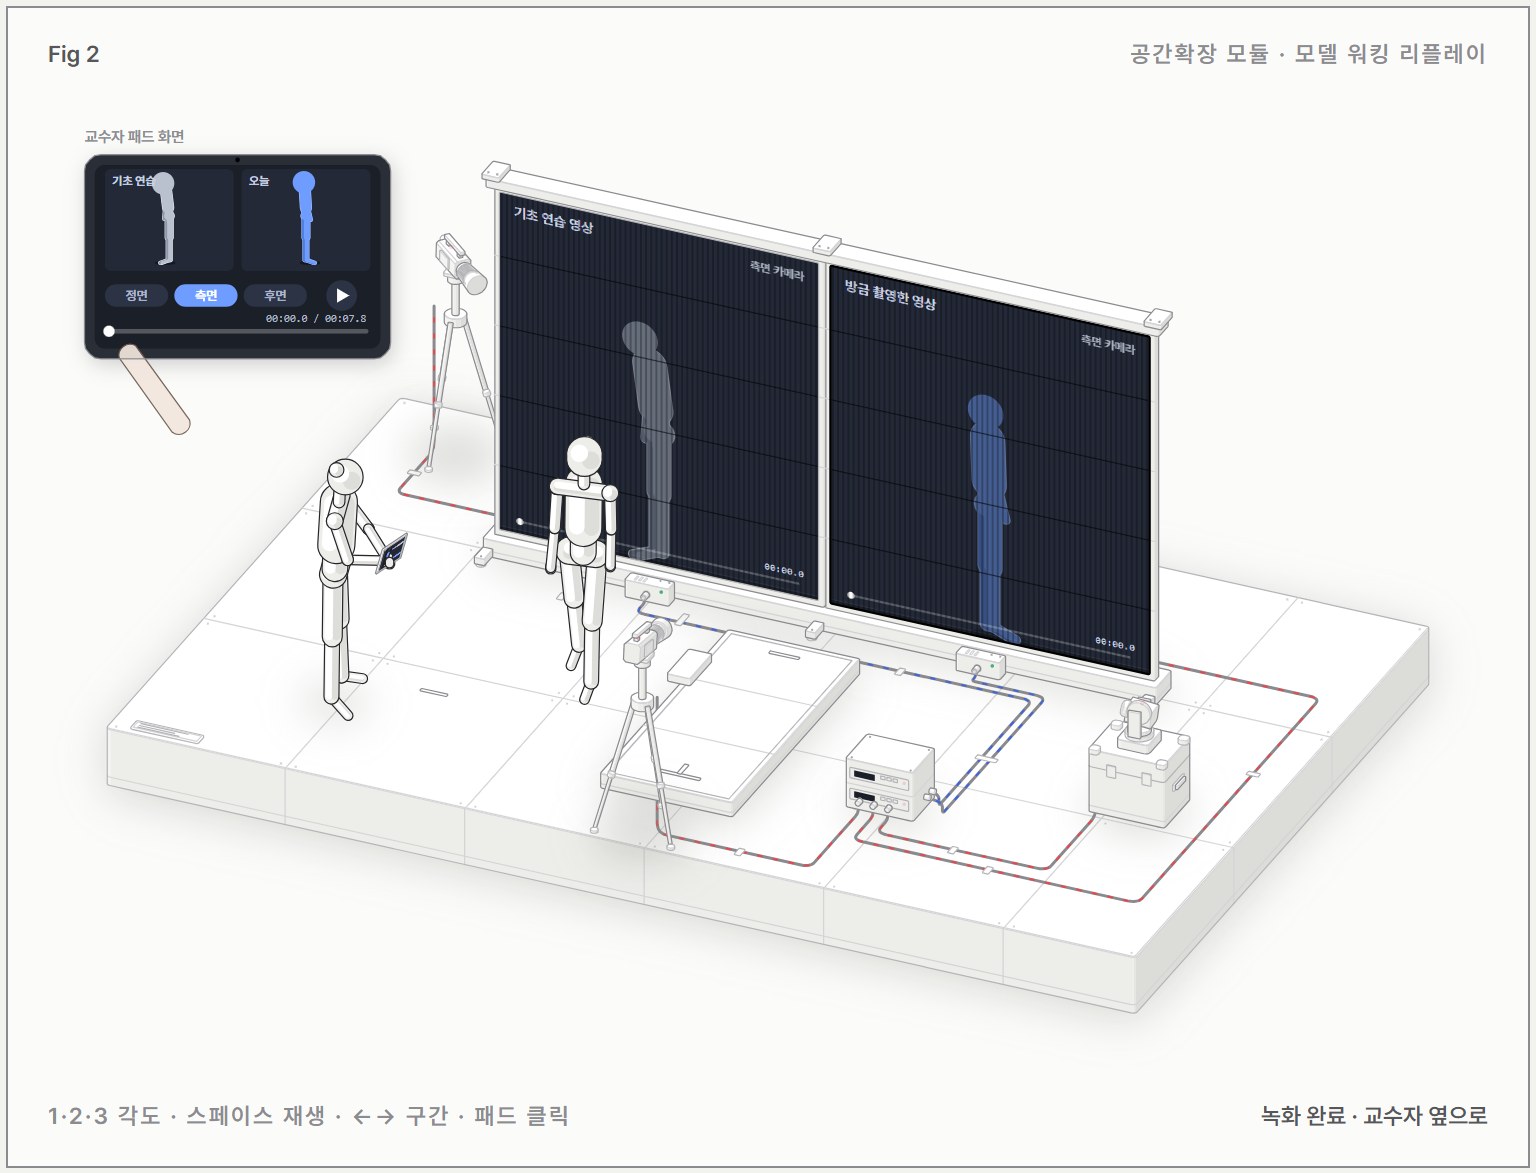 Fig 2
공간확장 모듈 · 모델 워킹 리플레이
교수자 패드 화면
기초 연습
오늘
정면
측면
후면
00:00.0 / 00:07.8
기초 연습 영상
측면 카메라
00:00.0
방금 촬영한 영상
측면 카메라
00:00.0
1·2·3 각도 · 스페이스 재생 · ←→ 구간 · 패드 클릭
녹화 완료 · 교수자 옆으로